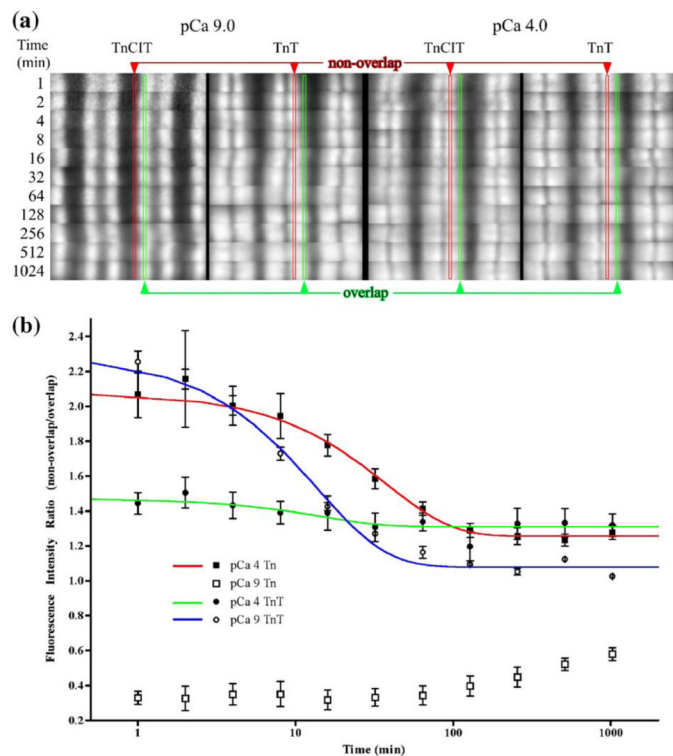 (a)
pCa 9.0
pCa 4.0
Time
(min)
TnCIT
TnT
TnCIT
TnT
non-overlap
1
2
4
8
16
32
64
128
256
512
1024
overlap
(b)
Fluorescence Intensity Ratio (non-overlap/overlap)
2.4
2.2
2.0
1.8
1.6
1.4
1.2
1.0
0.8
0.6
0.4
0.2
pCa 4 Tn
pCa 9 Tn
pCa 4 TnT
pCa 9 TnT
1
10
100
1000
Time (min)